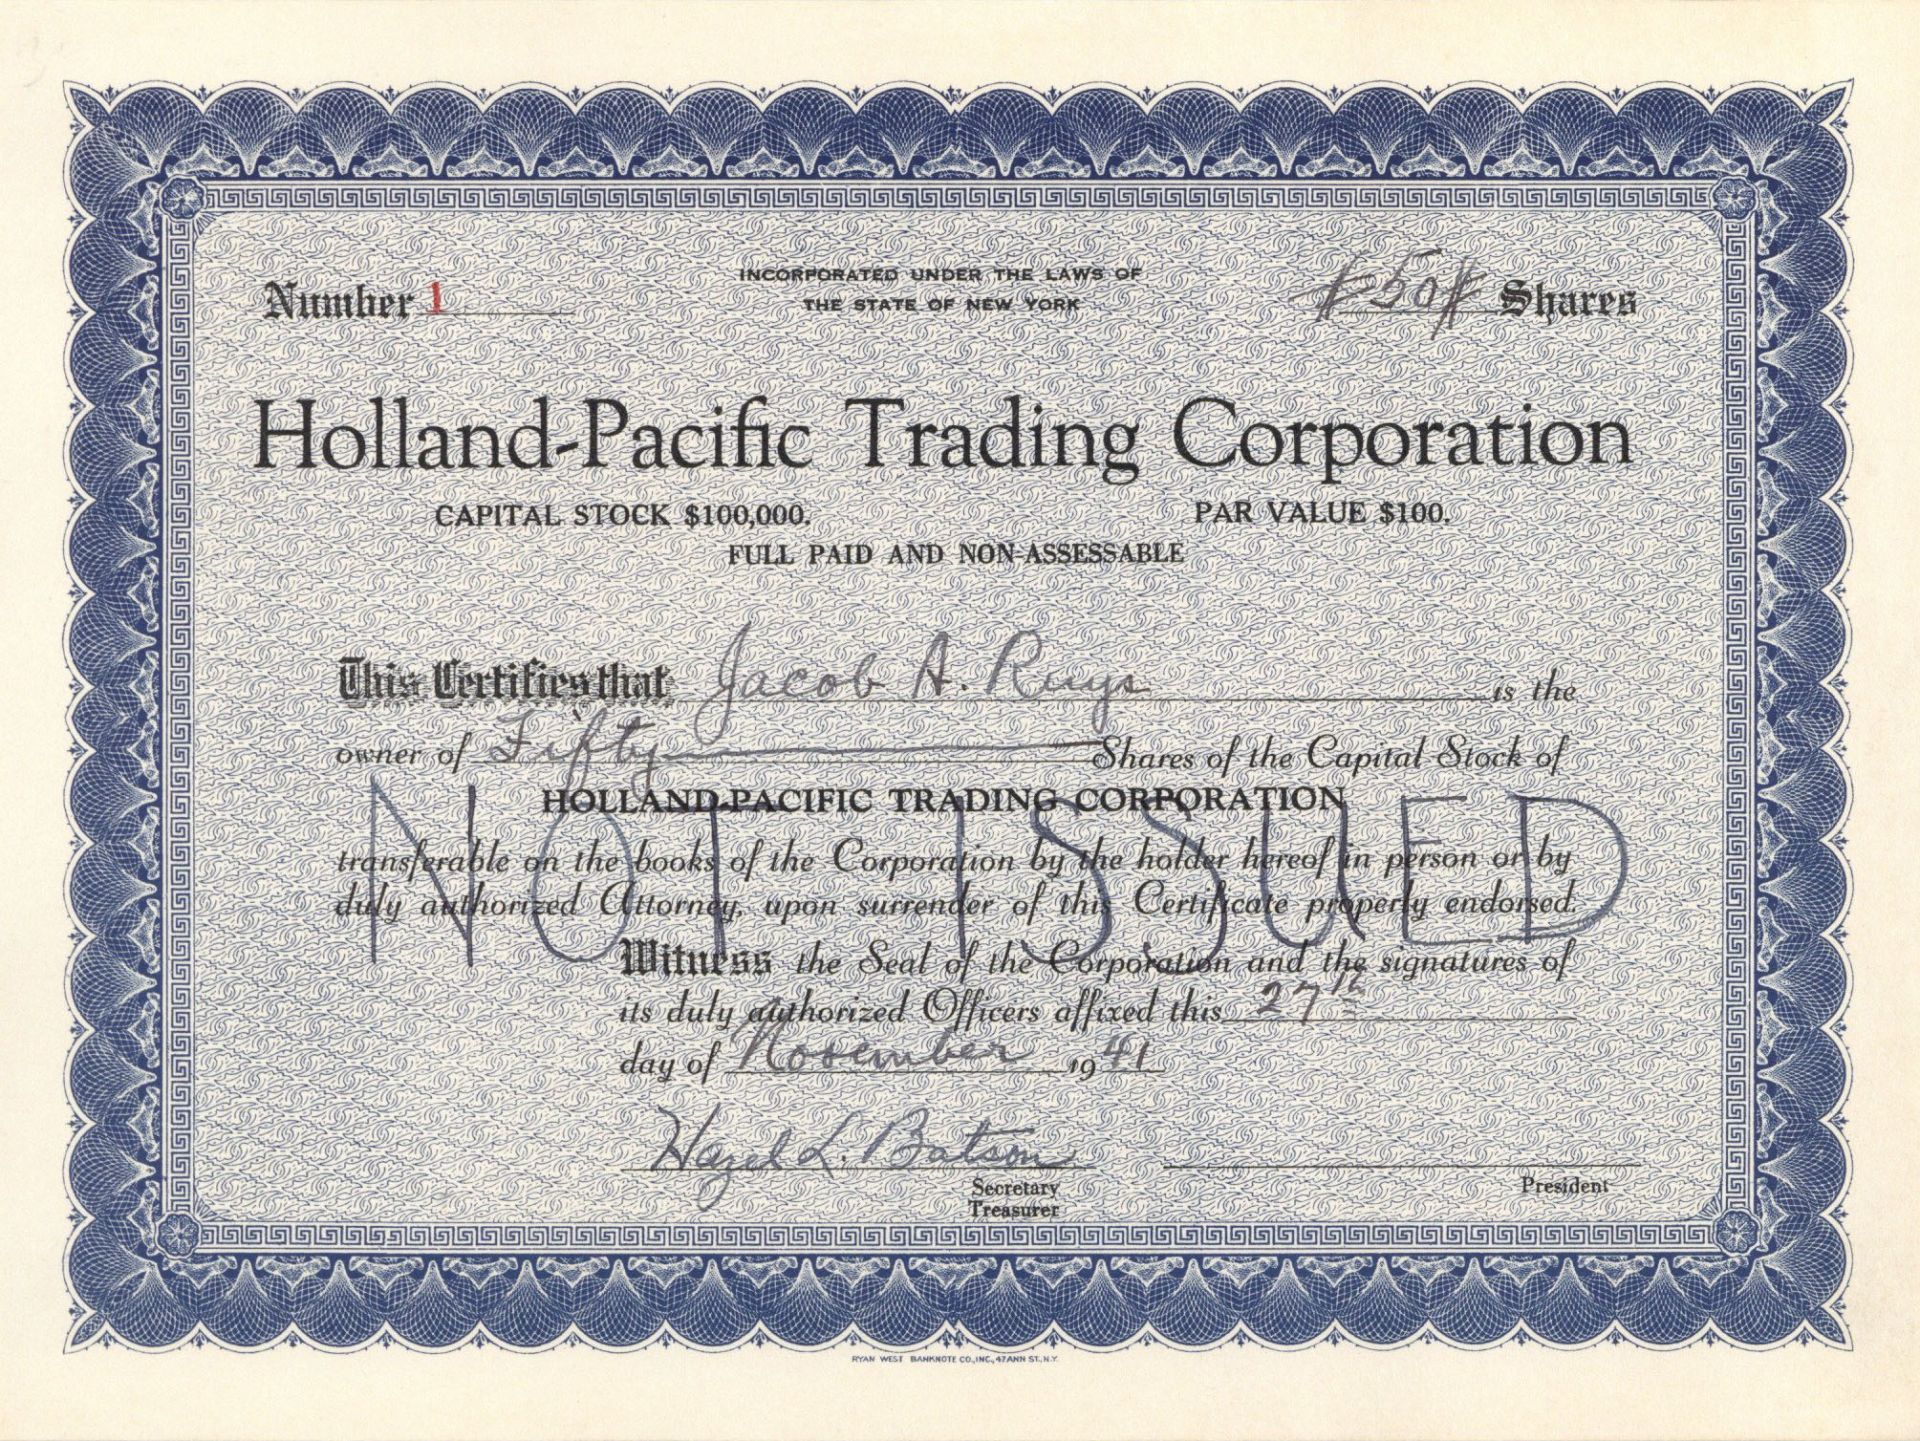 INCORPORATED UNDER THE LAWS OF
THE STATE OF NEW YORK
Number 1
#50# Shares
Holland-Pacific Trading Corporation
CAPITAL STOCK $100,000. PAR VALUE $100.
FULL PAID AND NON-ASSESSABLE
This Certifies that Jacob A. Ruys is the
owner of Fifty Shares of the Capital Stock of
HOLLAND-PACIFIC TRADING CORPORATION
NOT ISSUED
transferable on the books of the Corporation by the holder hereof in person or by
duly authorized Attorney, upon surrender of this Certificate properly endorsed.
Witness the Seal of the Corporation and the signatures of
its duly authorized Officers affixed this 27th
day of November 1941
Hazel L. Batson
Secretary
Treasurer
President
RYAN WEST BANKNOTE CO., INC., 47 ANN ST., N.Y.